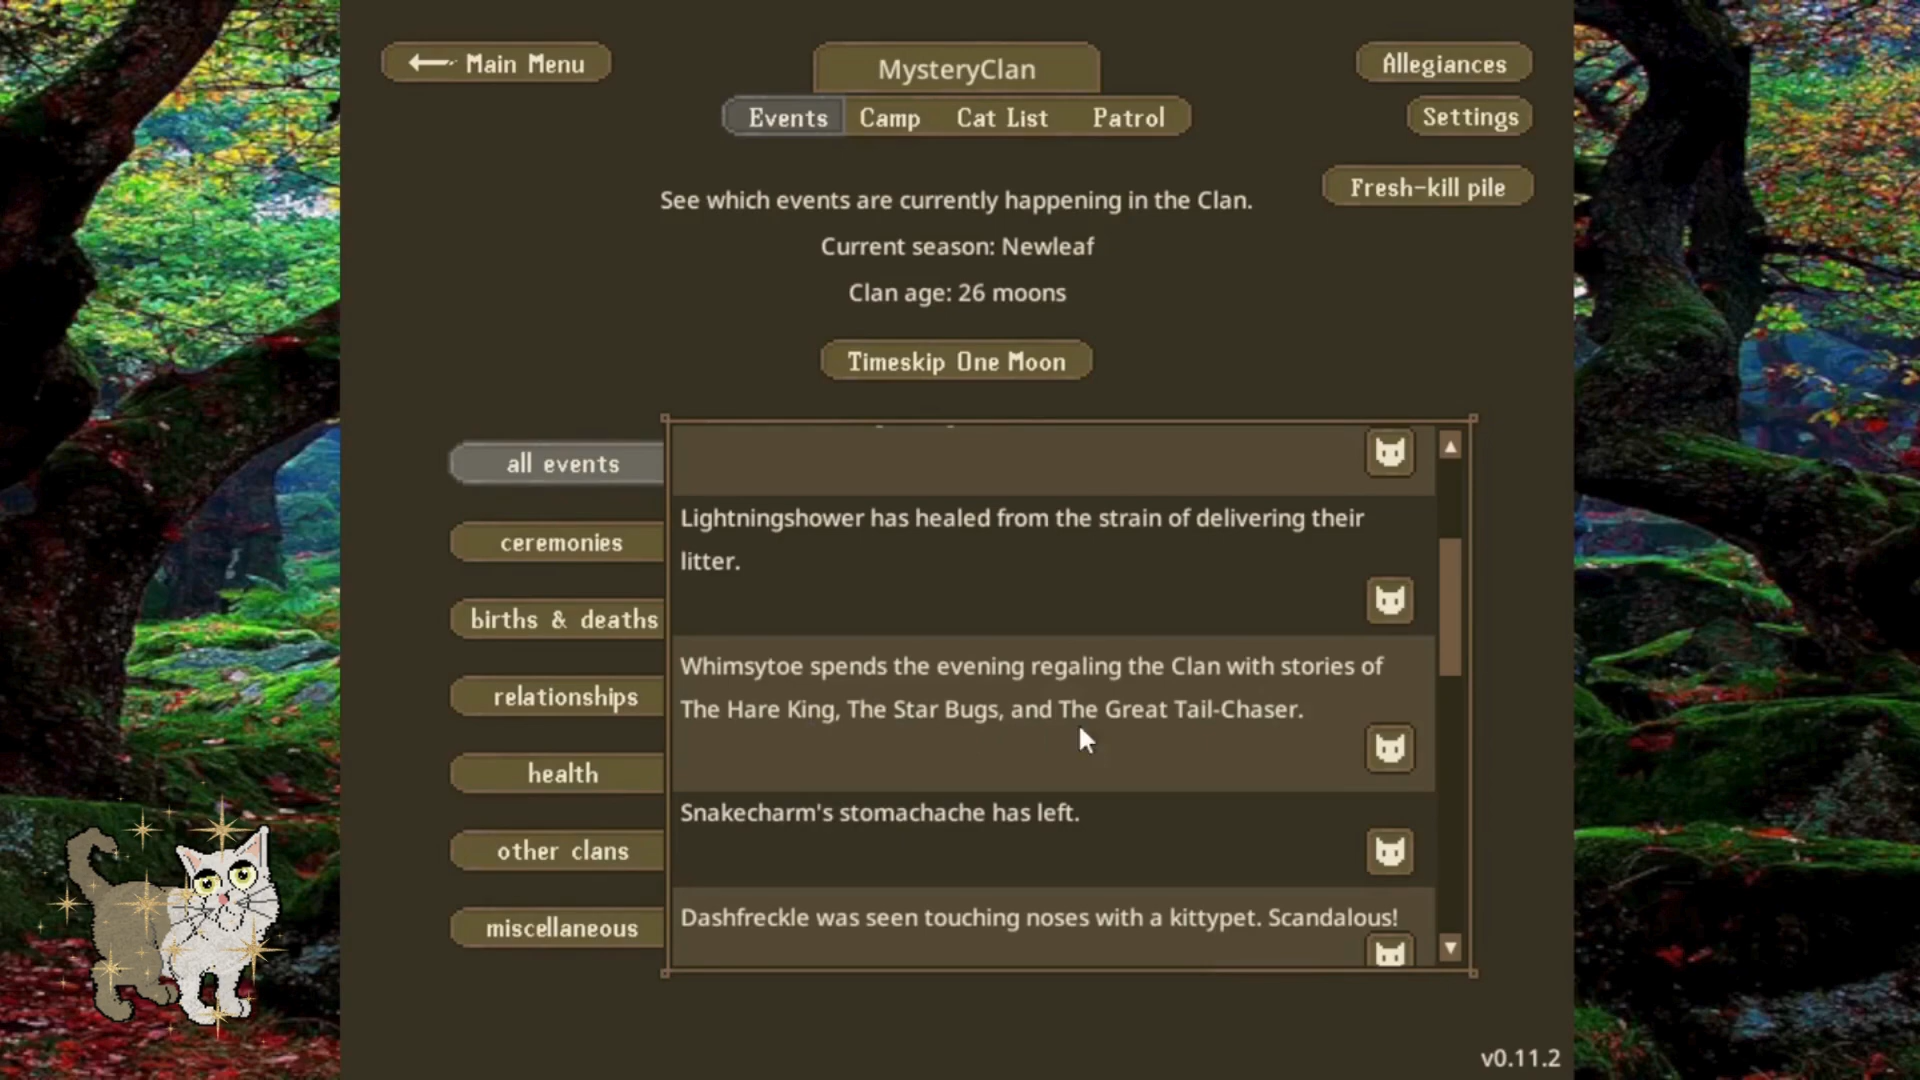 Main Menu
MysteryClan
Allegiances
Events Camp Cat List Patrol
Settings
Fresh-kill pile
See which events are currently happening in the Clan.
Current season: Newleaf
Clan age: 26 moons
Timeskip One Moon
all events
ceremonies
births & deaths
relationships
health
other clans
miscellaneous
Lightningshower has healed from the strain of delivering their
litter.
Whimsytoe spends the evening regaling the Clan with stories of
The Hare King, The Star Bugs, and The Great Tail-Chaser.
Snakecharm's stomachache has left.
Dashfreckle was seen touching noses with a kittypet. Scandalous!
v0.11.2